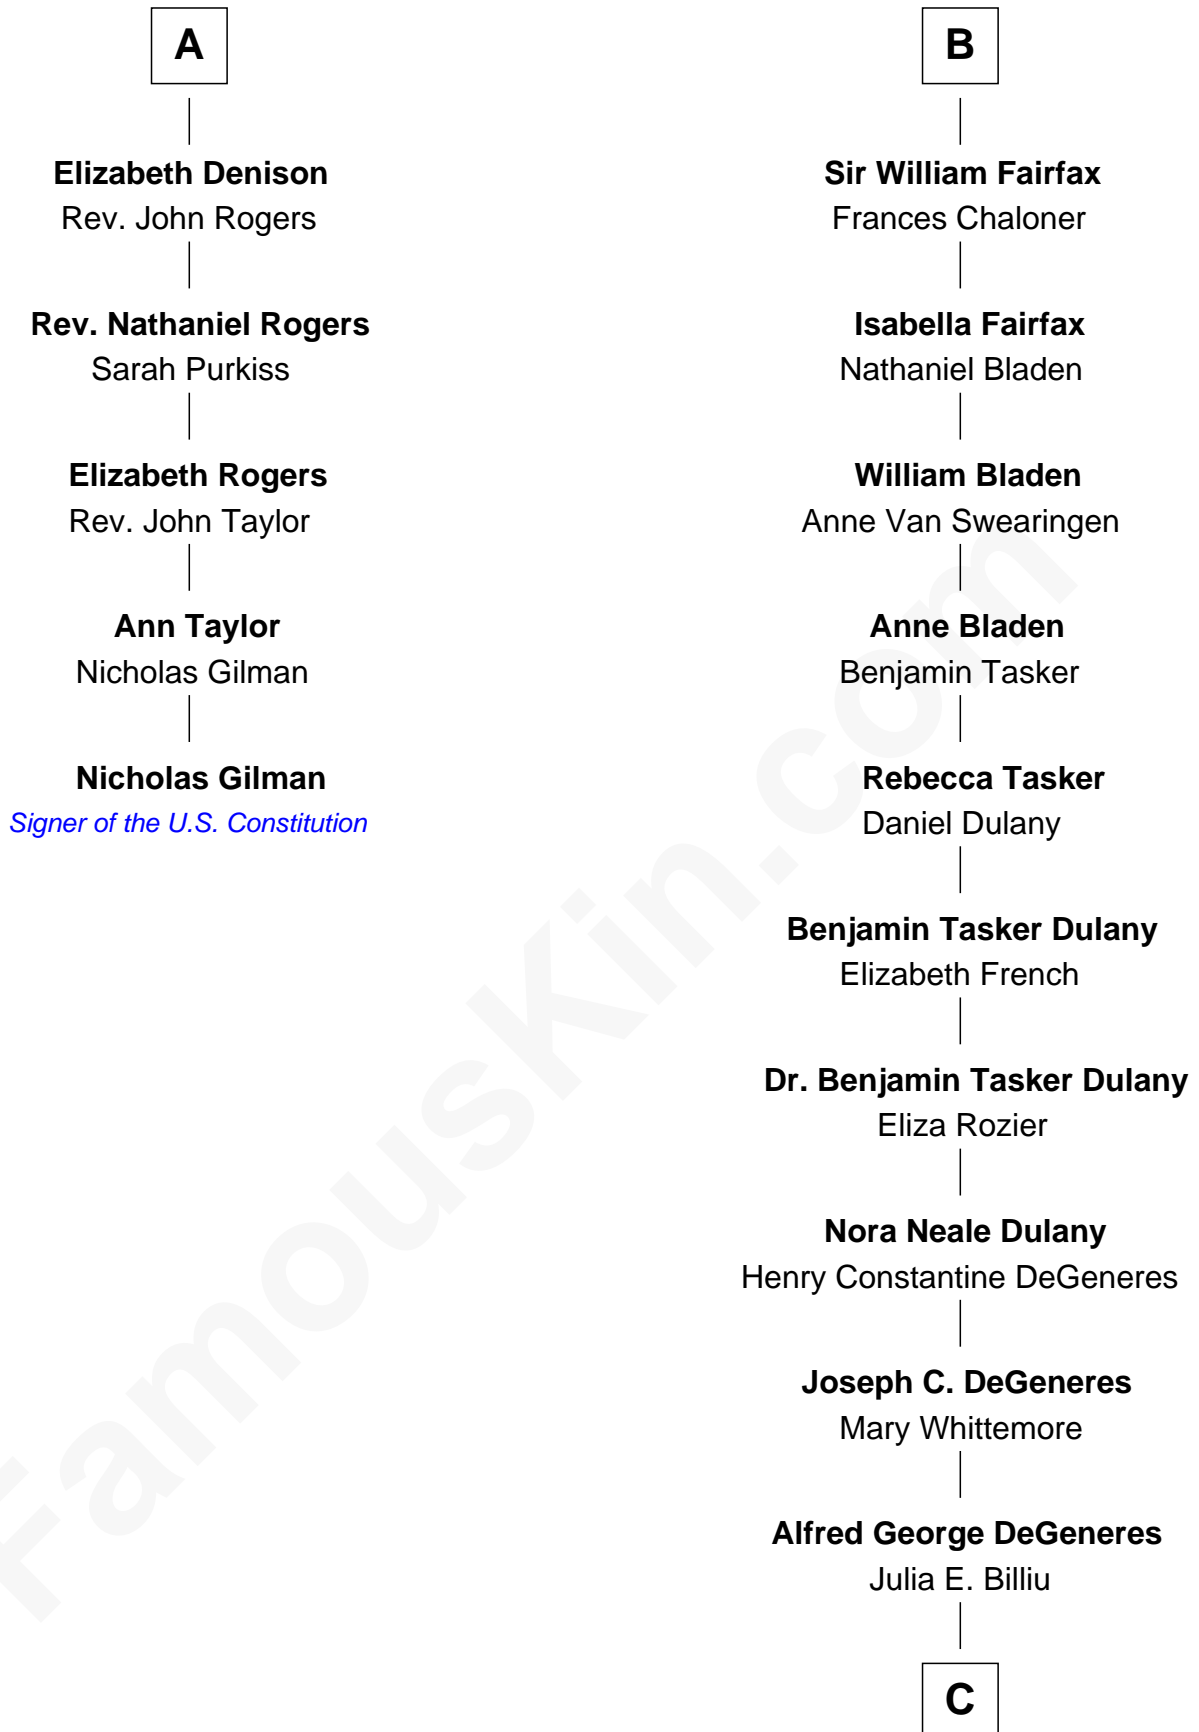 A
Elizabeth Denison
Rev. John Rogers
Rev. Nathaniel Rogers
Sarah Purkiss
Elizabeth Rogers
Rev. John Taylor
Ann Taylor
Nicholas Gilman
Nicholas Gilman
Signer of the U.S. Constitution
B
Sir William Fairfax
Frances Chaloner
Isabella Fairfax
Nathaniel Bladen
William Bladen
Anne Van Swearingen
Anne Bladen
Benjamin Tasker
Rebecca Tasker
Daniel Dulany
Benjamin Tasker Dulany
Elizabeth French
Dr. Benjamin Tasker Dulany
Eliza Rozier
Nora Neale Dulany
Henry Constantine DeGeneres
Joseph C. DeGeneres
Mary Whittemore
Alfred George DeGeneres
Julia E. Billiu
C
FamousKin.com